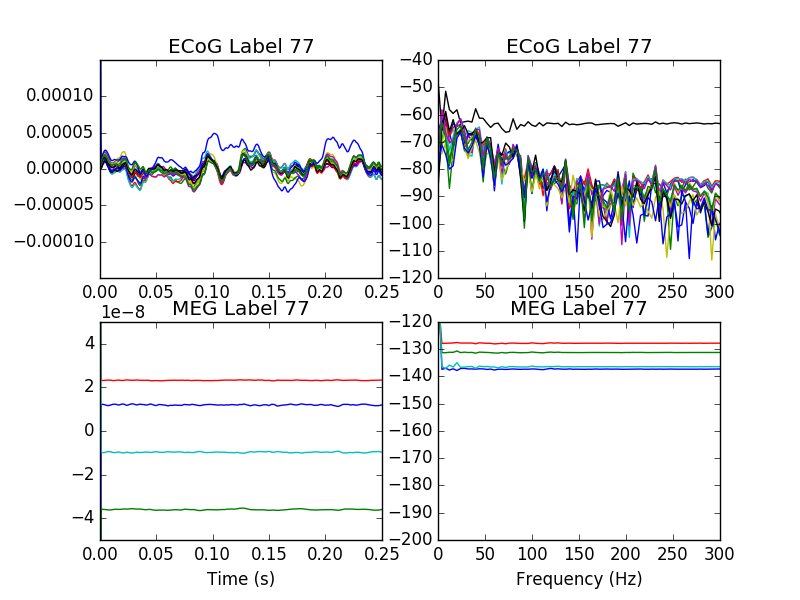 ECoG Label 77
0.00010
0.00005
0.00000
−0.00005
−0.00010
0.00 0.05 0.10 0.15 0.20 0.25
ECoG Label 77
−40
−50
−60
−70
−80
−90
−100
−110
−120
0 50 100 150 200 250 300
MEG Label 77
1e−8
4
2
0
−2
−4
0.00 0.05 0.10 0.15 0.20 0.25
Time (s)
MEG Label 77
−120
−130
−140
−150
−160
−170
−180
−190
−200
0 50 100 150 200 250 300
Frequency (Hz)